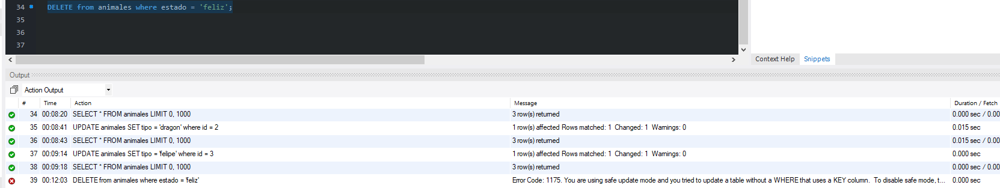 34 DELETE from animales where estado = 'feliz';
35
36
37
Context Help Snippets
Output
Action Output
# Time Action Message Duration / Fetch
34 00:08:20 SELECT * FROM animales LIMIT 0, 1000 3 row(s) returned 0.000 sec / 0.00
35 00:08:41 UPDATE animales SET tipo = 'dragon' where id = 2 1 row(s) affected Rows matched: 1 Changed: 1 Warnings: 0 0.015 sec
36 00:08:43 SELECT * FROM animales LIMIT 0, 1000 3 row(s) returned 0.015 sec / 0.00
37 00:09:14 UPDATE animales SET tipo = 'felipe' where id = 3 1 row(s) affected Rows matched: 1 Changed: 1 Warnings: 0 0.000 sec
38 00:09:18 SELECT * FROM animales LIMIT 0, 1000 3 row(s) returned 0.000 sec / 0.00
39 00:12:03 DELETE from animales where estado = 'feliz' Error Code: 1175. You are using safe update mode and you tried to update a table without a WHERE that uses a KEY column. To disable safe mode, t... 0.000 sec